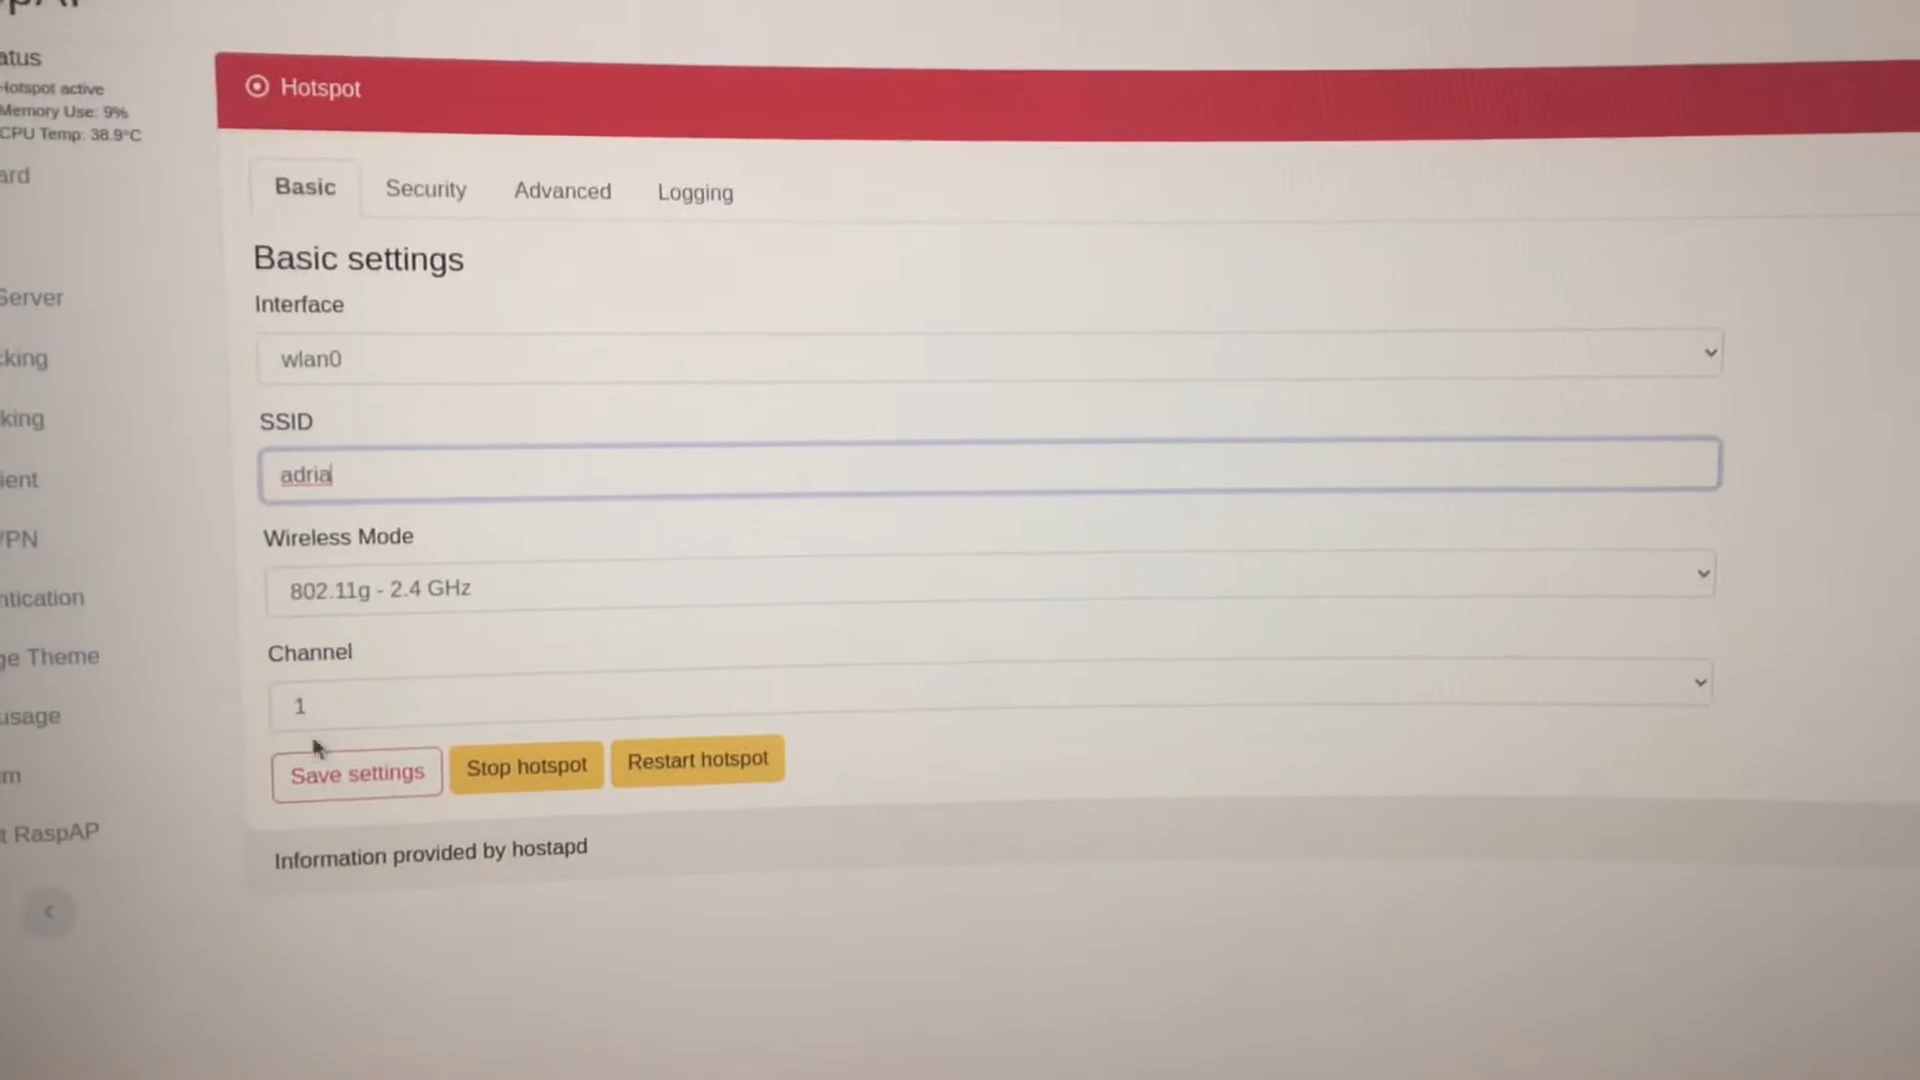 atus
Hotspot active
Memory Use: 9%
CPU Temp: 38.9°C
ard
Server
king
king
ient
VPN
ntication
ge Theme
usage
m
t RaspAP
Hotspot
Basic Security Advanced Logging
Basic settings
Interface
wlan0
SSID
adria
Wireless Mode
802.11g - 2.4 GHz
Channel
1
Save settings Stop hotspot Restart hotspot
Information provided by hostapd